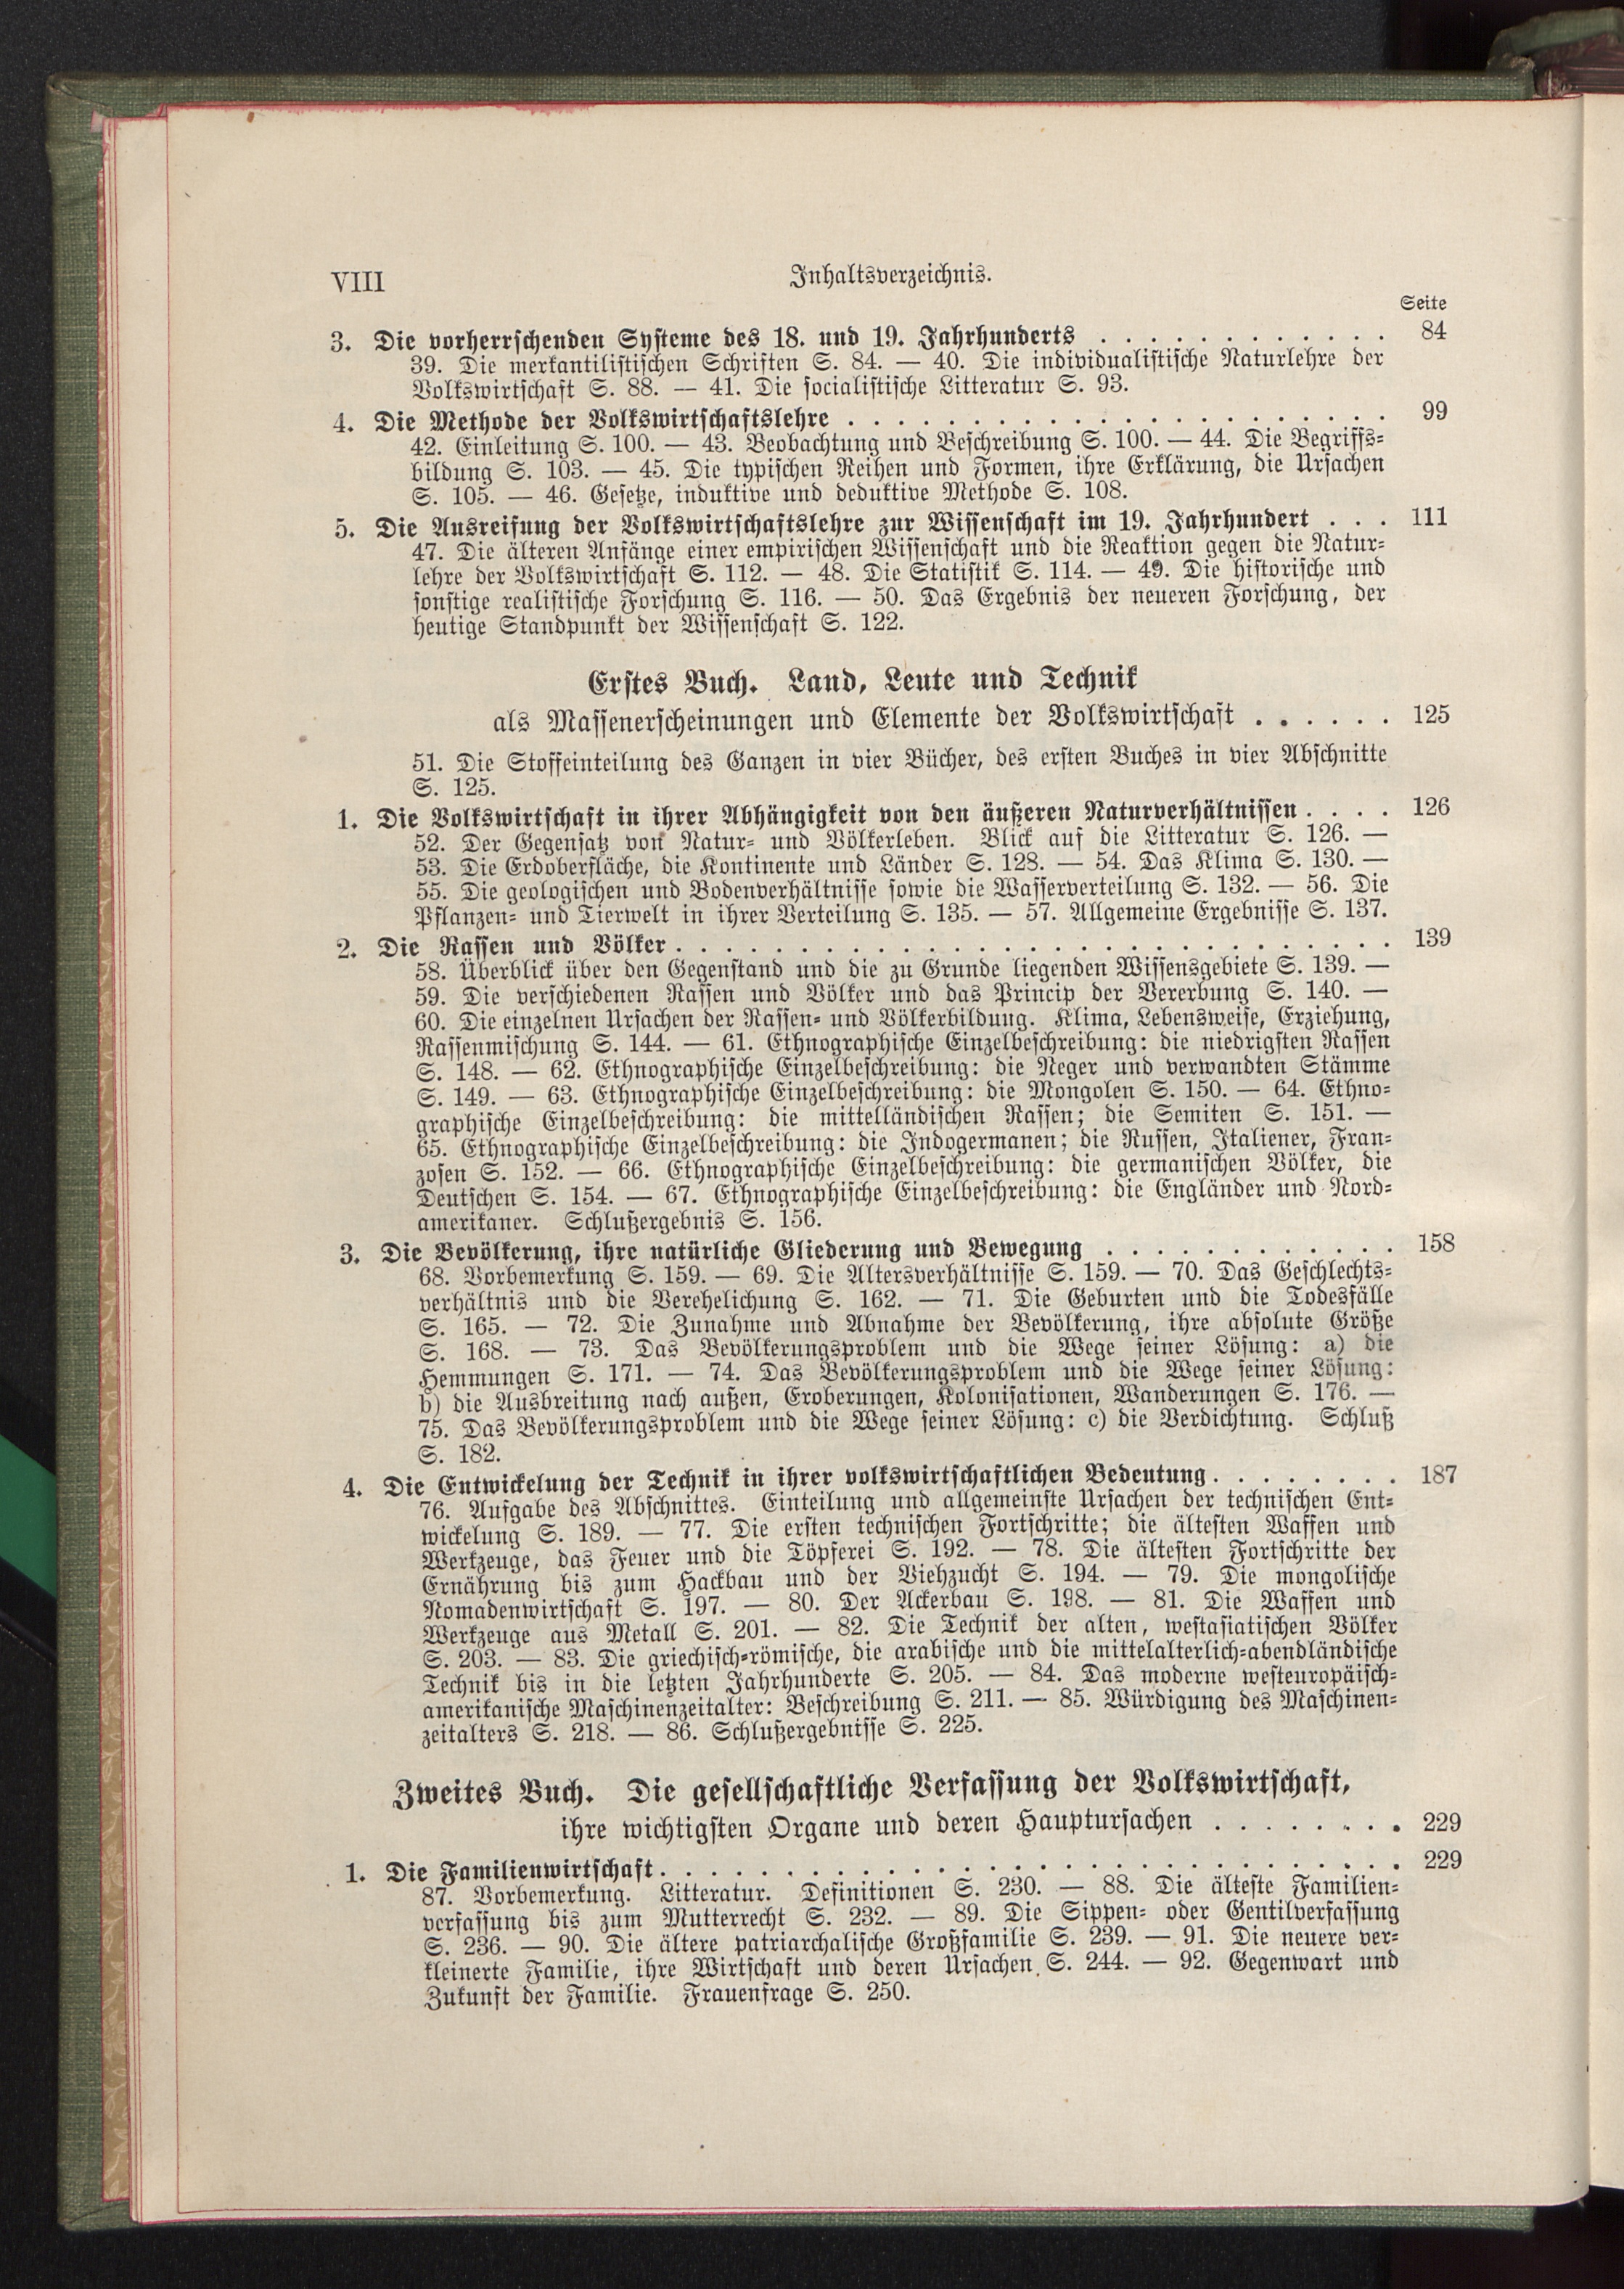 VIII Inhaltsverzeichnis.
Seite
3. Die vorherrschenden Systeme des 18. und 19. Jahrhunderts . . . . . . . . . . . . 84
39. Die merkantilistischen Schriften S. 84. — 40. Die individualistische Naturlehre der
Volkswirtschaft S. 88. — 41. Die socialistische Litteratur S. 93.
4. Die Methode der Volkswirtschaftslehre . . . . . . . . . . . . . . . . . . . . . . 99
42. Einleitung S. 100. — 43. Beobachtung und Beschreibung S. 100. — 44. Die Begriffs-
bildung S. 103. — 45. Die typischen Reihen und Formen, ihre Erklärung, die Ursachen
S. 105. — 46. Gesetze, induktive und deduktive Methode S. 108.
5. Die Ausreifung der Volkswirtschaftslehre zur Wissenschaft im 19. Jahrhundert . . . 111
47. Die älteren Anfänge einer empirischen Wissenschaft und die Reaktion gegen die Natur-
lehre der Volkswirtschaft S. 112. — 48. Die Statistik S. 114. — 49. Die historische und
sonstige realistische Forschung S. 116. — 50. Das Ergebnis der neueren Forschung, der
heutige Standpunkt der Wissenschaft S. 122.
Erstes Buch. Land, Leute und Technik
als Massenerscheinungen und Elemente der Volkswirtschaft . . . . . . 125
51. Die Stoffeinteilung des Ganzen in vier Bücher, des ersten Buches in vier Abschnitte
S. 125.
1. Die Volkswirtschaft in ihrer Abhängigkeit von den äußeren Naturverhältnissen . . . . 126
52. Der Gegensatz von Natur- und Völkerleben. Blick auf die Litteratur S. 126. —
53. Die Erdoberfläche, die Kontinente und Länder S. 128. — 54. Das Klima S. 130. —
55. Die geologischen und Bodenverhältnisse sowie die Wasserverteilung S. 132. — 56. Die
Pflanzen- und Tierwelt in ihrer Verteilung S. 135. — 57. Allgemeine Ergebnisse S. 137.
2. Die Rassen und Völker . . . . . . . . . . . . . . . . . . . . . . . . . . . . . 139
58. Überblick über den Gegenstand und die zu Grunde liegenden Wissensgebiete S. 139. —
59. Die verschiedenen Rassen und Völker und das Princip der Vererbung S. 140. —
60. Die einzelnen Ursachen der Rassen- und Völkerbildung. Klima, Lebensweise, Erziehung,
Rassenmischung S. 144. — 61. Ethnographische Einzelbeschreibung: die niedrigsten Rassen
S. 148. — 62. Ethnographische Einzelbeschreibung: die Neger und verwandten Stämme
S. 149. — 63. Ethnographische Einzelbeschreibung: die Mongolen S. 150. — 64. Ethno-
graphische Einzelbeschreibung: die mittelländischen Rassen; die Semiten S. 151. —
65. Ethnographische Einzelbeschreibung: die Indogermanen; die Russen, Italiener, Fran-
zosen S. 152. — 66. Ethnographische Einzelbeschreibung: die germanischen Völker, die
Deutschen S. 154. — 67. Ethnographische Einzelbeschreibung: die Engländer und Nord-
amerikaner. Schlußergebnis S. 156.
3. Die Bevölkerung, ihre natürliche Gliederung und Bewegung . . . . . . . . . . . . 158
68. Vorbemerkung S. 159. — 69. Die Altersverhältnisse S. 159. — 70. Das Geschlechts-
verhältnis und die Verehelichung S. 162. — 71. Die Geburten und die Todesfälle
S. 165. — 72. Die Zunahme und Abnahme der Bevölkerung, ihre absolute Größe
S. 168. — 73. Das Bevölkerungsproblem und die Wege seiner Lösung: a) die
Hemmungen S. 171. — 74. Das Bevölkerungsproblem und die Wege seiner Lösung:
b) die Ausbreitung nach außen, Eroberungen, Kolonisationen, Wanderungen S. 176. —
75. Das Bevölkerungsproblem und die Wege seiner Lösung: c) die Verdichtung. Schluß
S. 182.
4. Die Entwickelung der Technik in ihrer volkswirtschaftlichen Bedeutung . . . . . . . . 187
76. Aufgabe des Abschnittes. Einteilung und allgemeinste Ursachen der technischen Ent-
wickelung S. 189. — 77. Die ersten technischen Fortschritte; die ältesten Waffen und
Werkzeuge, das Feuer und die Töpferei S. 192. — 78. Die ältesten Fortschritte der
Ernährung bis zum Hackbau und der Viehzucht S. 194. — 79. Die mongolische
Nomadenwirtschaft S. 197. — 80. Der Ackerbau S. 198. — 81. Die Waffen und
Werkzeuge aus Metall S. 201. — 82. Die Technik der alten, westasiatischen Völker
S. 203. — 83. Die griechisch-römische, die arabische und die mittelalterlich-abendländische
Technik bis in die letzten Jahrhunderte S. 205. — 84. Das moderne westeuropäisch-
amerikanische Maschinenzeitalter: Beschreibung S. 211. — 85. Würdigung des Maschinen-
zeitalters S. 218. — 86. Schlußergebnisse S. 225.
Zweites Buch. Die gesellschaftliche Verfassung der Volkswirtschaft,
ihre wichtigsten Organe und deren Hauptursachen . . . . . . . . 229
1. Die Familienwirtschaft . . . . . . . . . . . . . . . . . . . . . . . . . . . . . 229
87. Vorbemerkung. Litteratur. Definitionen S. 230. — 88. Die älteste Familien-
verfassung bis zum Mutterrecht S. 232. — 89. Die Sippen- oder Gentilverfassung
S. 236. — 90. Die ältere patriarchalische Großfamilie S. 239. — 91. Die neuere ver-
kleinerte Familie, ihre Wirtschaft und deren Ursachen S. 244. — 92. Gegenwart und
Zukunft der Familie. Frauenfrage S. 250.